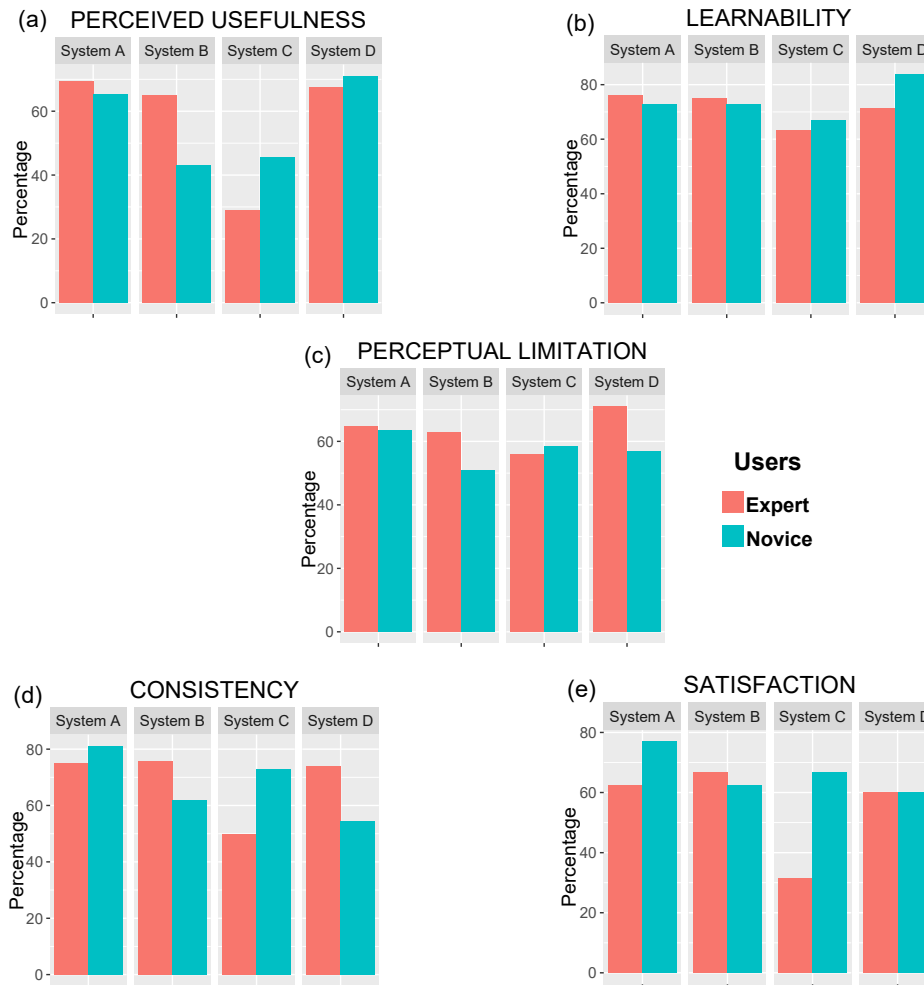 (a) PERCEIVED USEFULNESS
System A System B System C System D
Percentage
60
40
20
0
(b) LEARNABILITY
System A System B System C System D
Percentage
80
60
40
20
0
(c) PERCEPTUAL LIMITATION
System A System B System C System D
Percentage
60
40
20
0
Users
Expert
Novice
(d) CONSISTENCY
System A System B System C System D
Percentage
80
60
40
20
0
(e) SATISFACTION
System A System B System C System D
Percentage
80
60
40
20
0